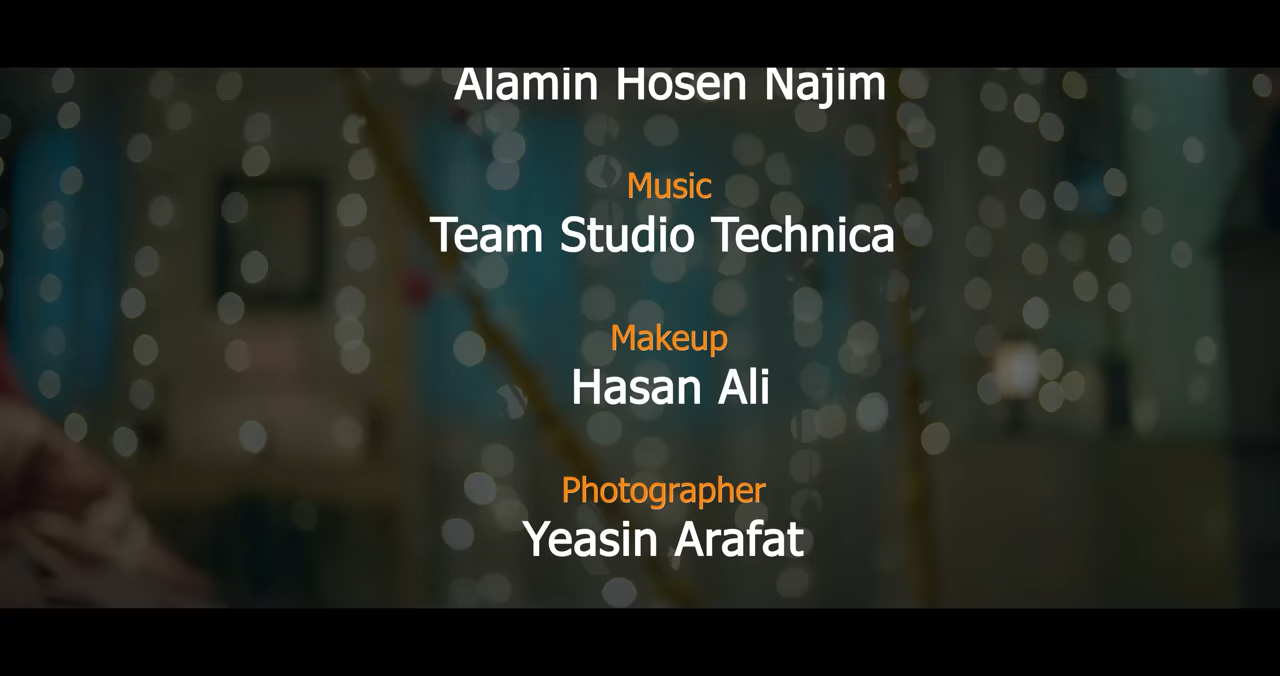 Alamin Hosen Najim
Music
Team Studio Technica
Makeup
Hasan Ali
Photographer
Yeasin Arafat